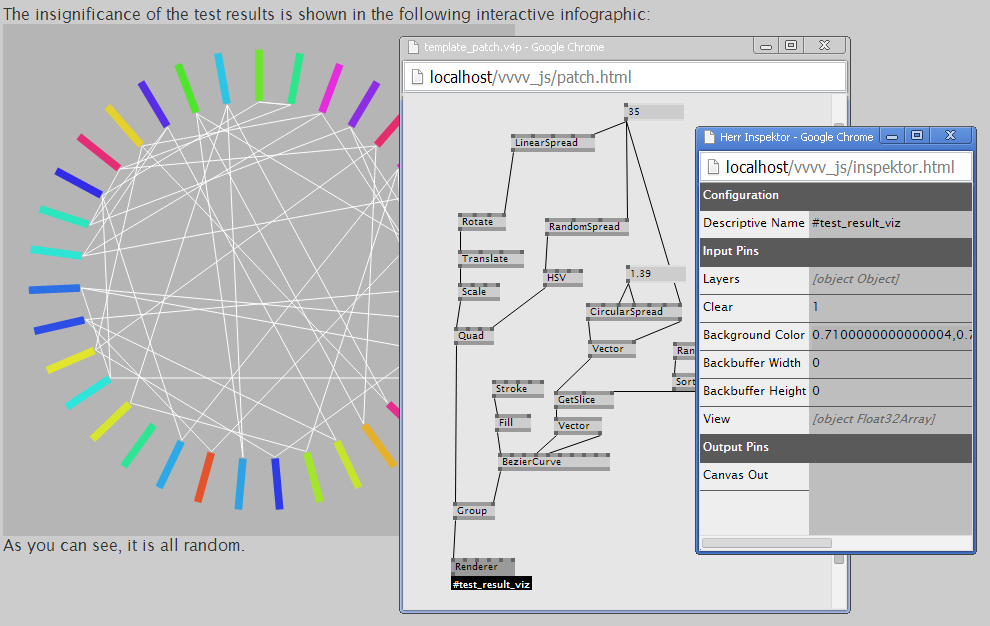 The insignificance of the test results is shown in the following interactive infographic:
template_patch.v4p - Google Chrome
localhost/vvvv_js/patch.html
35
LinearSpread
Rotate
RandomSpread
Translate
HSV
1.39
Scale
CircularSpread
Quad
Vector
Ran
Stroke
Sort
GetSlice
Fill
Vector
BezierCurve
Group
Renderer
#test_result_viz
Herr Inspektor - Google Chrome
localhost/vvvv_js/inspektor.html
Configuration
Descriptive Name #test_result_viz
Input Pins
Layers [object Object]
Clear 1
Background Color 0.7100000000000004,0.7
Backbuffer Width 0
Backbuffer Height 0
View [object Float32Array]
Output Pins
Canvas Out
As you can see, it is all random.